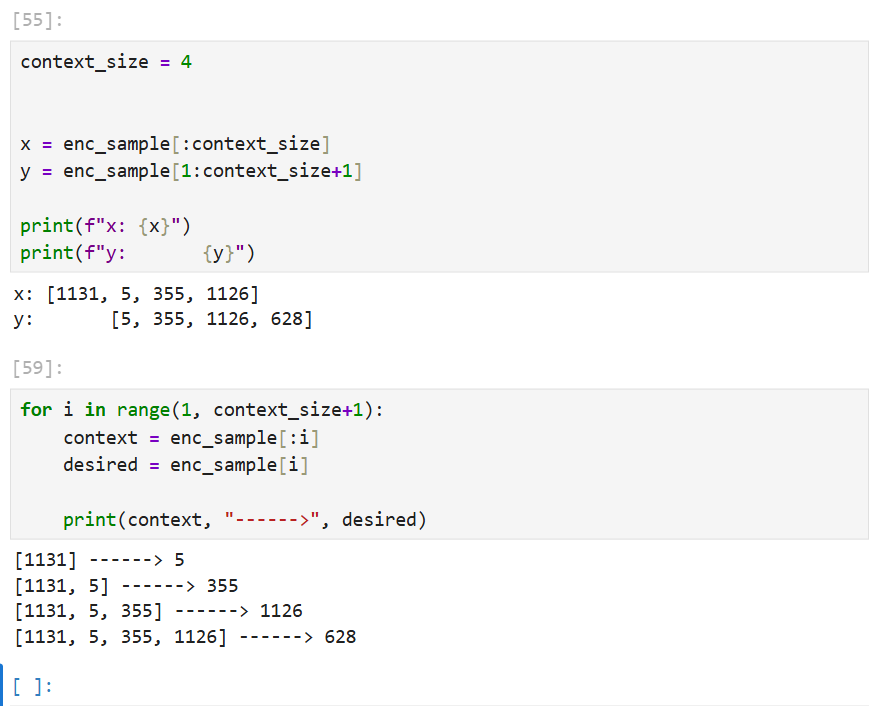 [55]:
context_size = 4
x = enc_sample[:context_size]
y = enc_sample[1:context_size+1]
print(f"x: {x}")
print(f"y:       {y}")
x: [1131, 5, 355, 1126]
y:       [5, 355, 1126, 628]
[59]:
for i in range(1, context_size+1):
    context = enc_sample[:i]
    desired = enc_sample[i]
    print(context, "------>", desired)
[1131] ------> 5
[1131, 5] ------> 355
[1131, 5, 355] ------> 1126
[1131, 5, 355, 1126] ------> 628
[ ]: